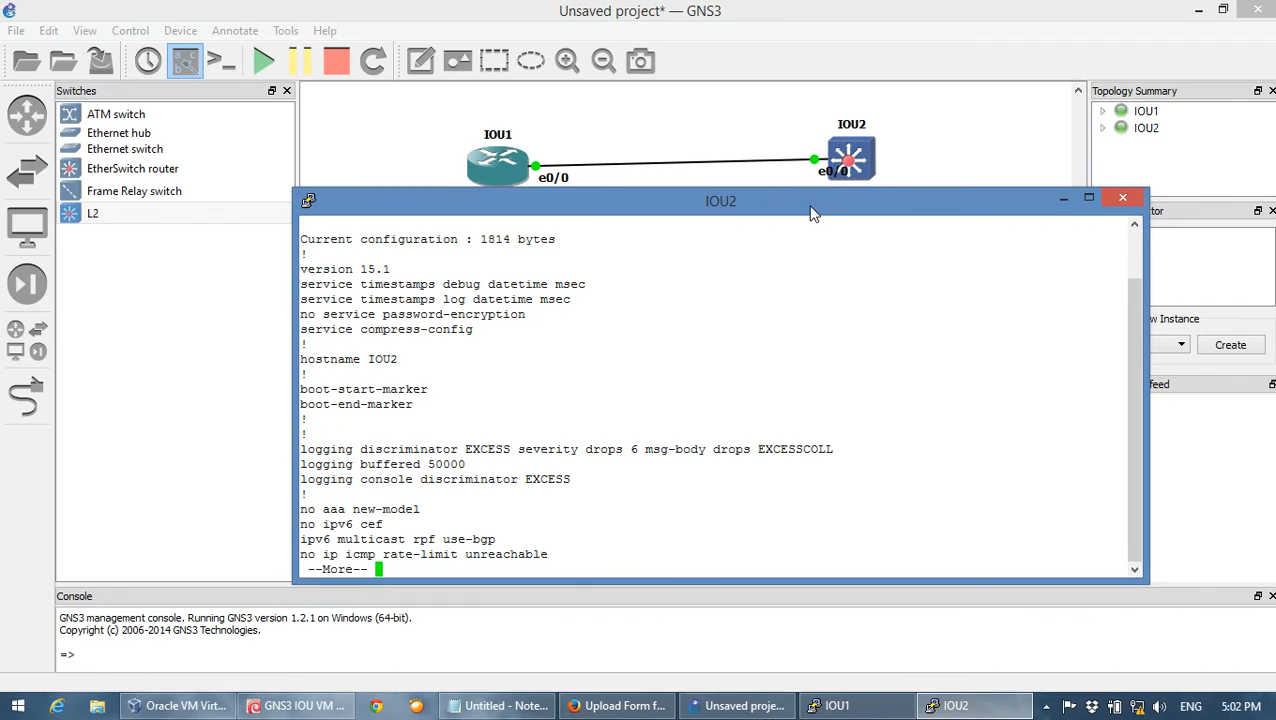 Unsaved project* — GNS3
File Edit View Control Device Annotate Tools Help
Switches
ATM switch
Ethernet hub
Ethernet switch
EtherSwitch router
Frame Relay switch
L2
IOU1
e0/0
IOU2
e0/0
Topology Summary
IOU1
IOU2
IOU2
Current configuration : 1814 bytes
!
version 15.1
service timestamps debug datetime msec
service timestamps log datetime msec
no service password-encryption
service compress-config
!
hostname IOU2
!
boot-start-marker
boot-end-marker
!
!
logging discriminator EXCESS severity drops 6 msg-body drops EXCESSCOLL
logging buffered 50000
logging console discriminator EXCESS
!
no aaa new-model
no ipv6 cef
ipv6 multicast rpf use-bgp
no ip icmp rate-limit unreachable
--More--
tor
w Instance
Create
feed
Console
GNS3 management console. Running GNS3 version 1.2.1 on Windows (64-bit).
Copyright (c) 2006-2014 GNS3 Technologies.
=>
Oracle VM Virt...
GNS3 IOU VM ...
Untitled - Note...
Upload Form f...
Unsaved proje...
IOU1
IOU2
ENG
5:02 PM